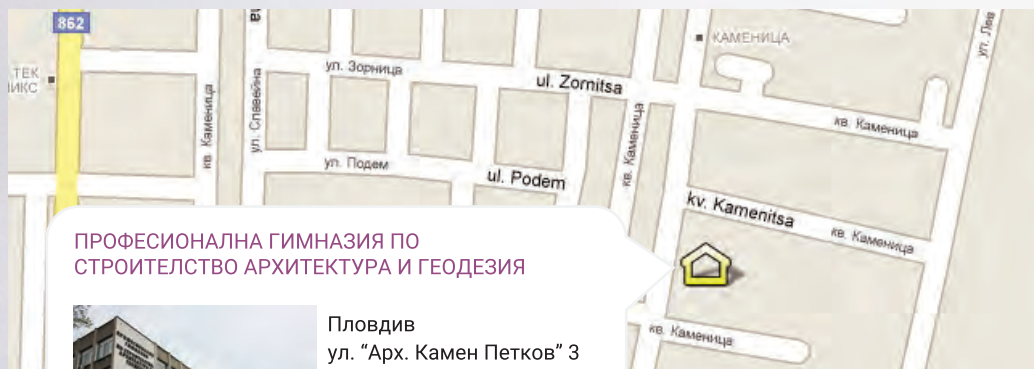 862
КАМЕНИЦА
ТЕК
ИКС
ул. Лев
ул. Зорница
ul. Zornitsa
кв. Каменица
ул. Славейна
кв. Каменица
кв. Каменица
ул. Подем
ul. Podem
kv. Kamenitsa
кв. Каменица
кв. Каменица
ПРОФЕСИОНАЛНА ГИМНАЗИЯ ПО
СТРОИТЕЛСТВО АРХИТЕКТУРА И ГЕОДЕЗИЯ
Пловдив
ул. “Арх. Камен Петков” 3